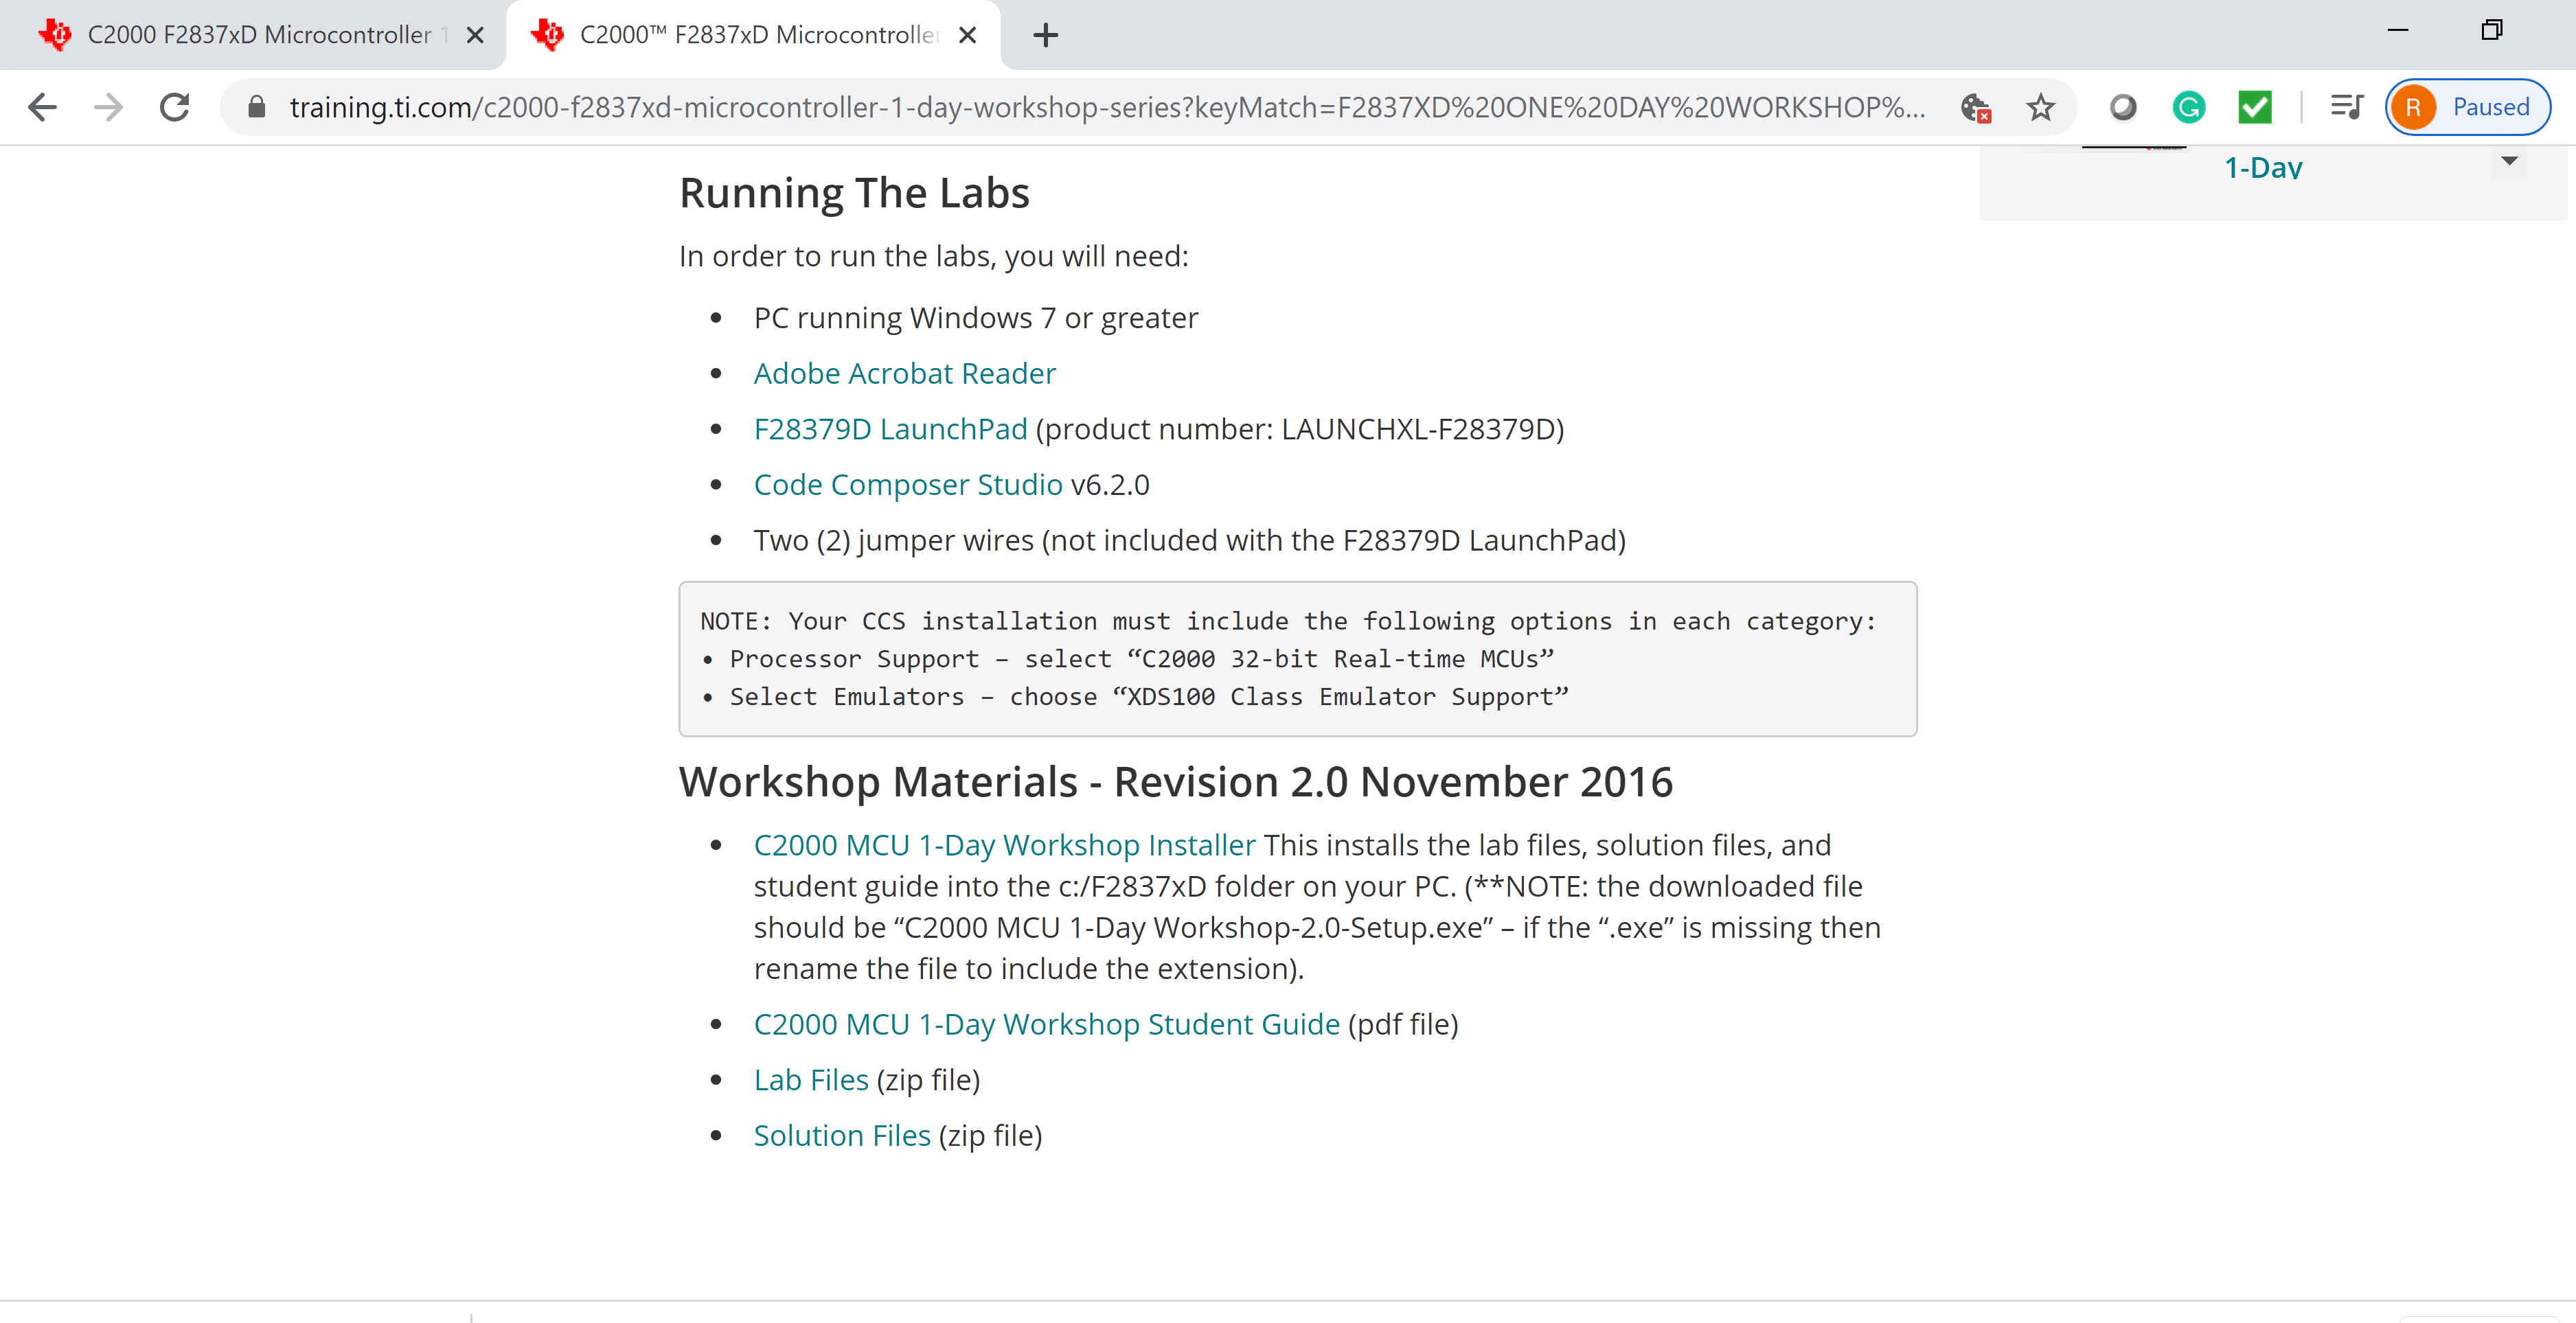 C2000 F2837xD Microcontroller 1
C2000™ F2837xD Microcontroller
training.ti.com/c2000-f2837xd-microcontroller-1-day-workshop-series?keyMatch=F2837XD%20ONE%20DAY%20WORKSHOP%...
R Paused
1-Day
Running The Labs
In order to run the labs, you will need:
• PC running Windows 7 or greater
• Adobe Acrobat Reader
• F28379D LaunchPad (product number: LAUNCHXL-F28379D)
• Code Composer Studio v6.2.0
• Two (2) jumper wires (not included with the F28379D LaunchPad)
NOTE: Your CCS installation must include the following options in each category:
• Processor Support – select “C2000 32-bit Real-time MCUs”
• Select Emulators – choose “XDS100 Class Emulator Support”
Workshop Materials - Revision 2.0 November 2016
• C2000 MCU 1-Day Workshop Installer This installs the lab files, solution files, and
student guide into the c:/F2837xD folder on your PC. (**NOTE: the downloaded file
should be “C2000 MCU 1-Day Workshop-2.0-Setup.exe” – if the “.exe” is missing then
rename the file to include the extension).
• C2000 MCU 1-Day Workshop Student Guide (pdf file)
• Lab Files (zip file)
• Solution Files (zip file)